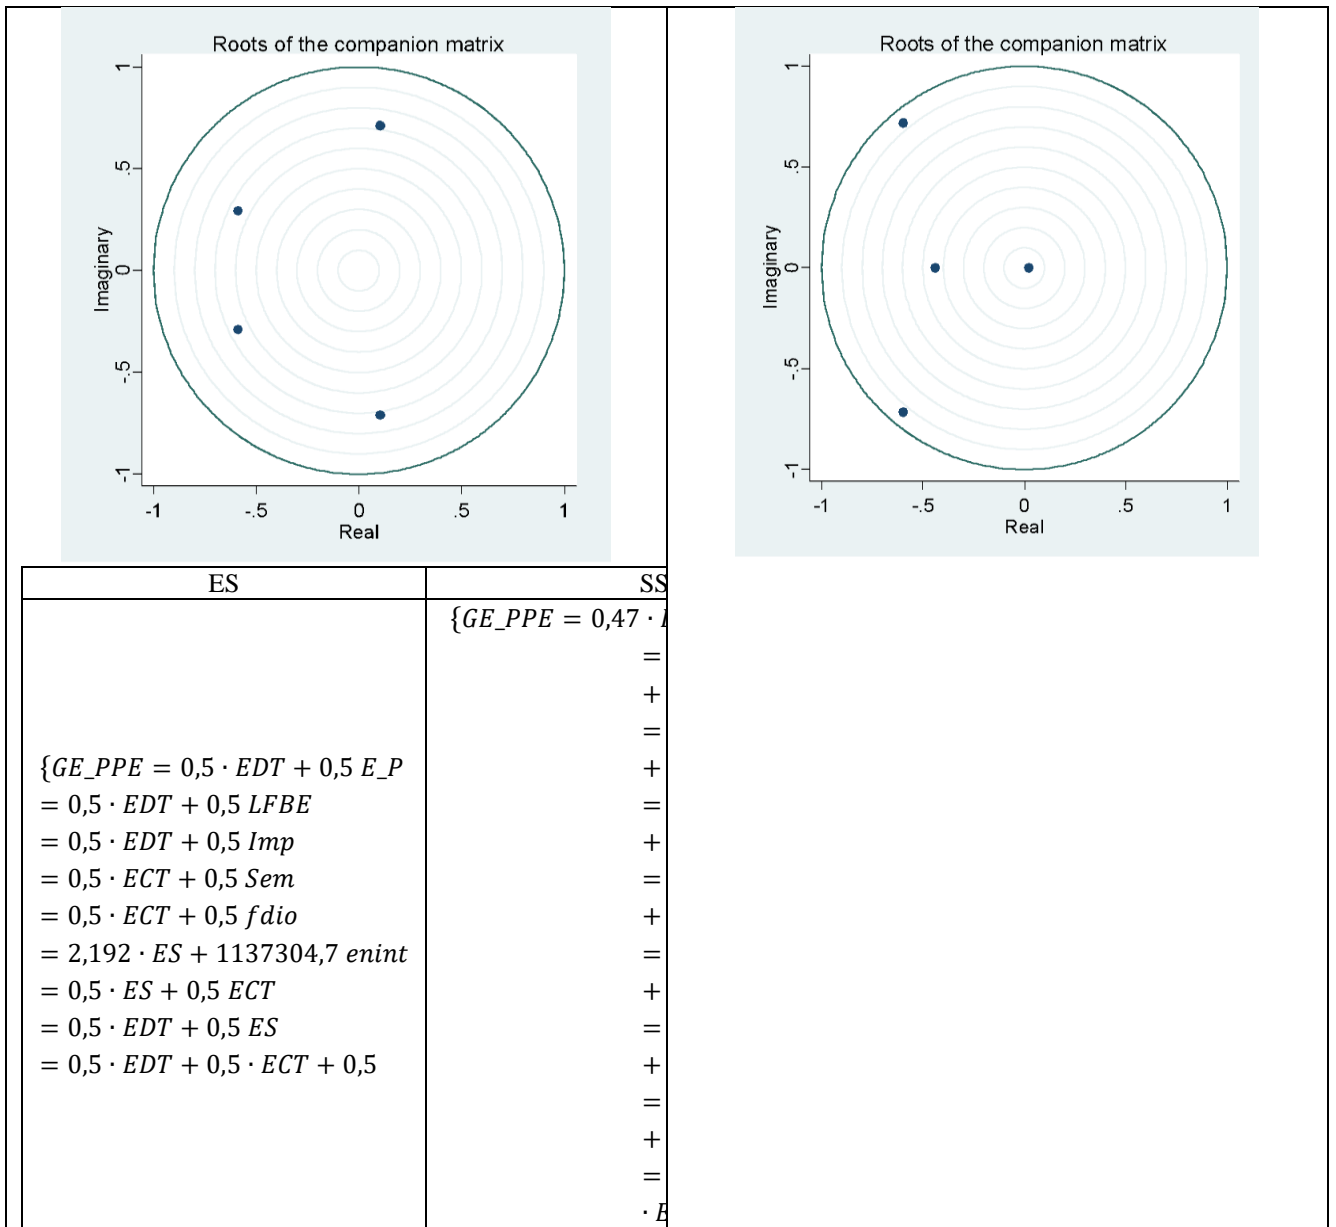 Roots of the companion matrix
1
.5
0
-.5
-1
Imaginary
-1 -.5 0 .5 1
Real
Roots of the companion matrix
1
.5
0
-.5
-1
Imaginary
-1 -.5 0 .5 1
Real
ES
{GE_PPE = 0,5 · EDT + 0,5 E_P
= 0,5 · EDT + 0,5 LFBE
= 0,5 · EDT + 0,5 Imp
= 0,5 · ECT + 0,5 Sem
= 0,5 · ECT + 0,5 fdio
= 2,192 · ES + 1137304,7 enint
= 0,5 · ES + 0,5 ECT
= 0,5 · EDT + 0,5 ES
= 0,5 · EDT + 0,5 · ECT + 0,5
SS
{GE_PPE = 0,47 ·
=
+
=
+
=
+
=
+
=
+
=
+
=
+
=
·